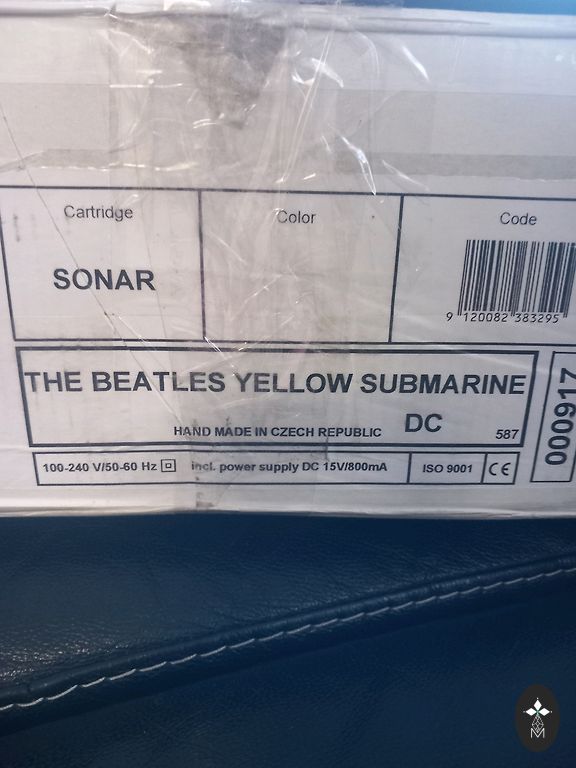 Cartridge
Color
Code
SONAR
9 120082 383295
THE BEATLES YELLOW SUBMARINE
HAND MADE IN CZECH REPUBLIC
DC
587
000917
100-240 V/50-60 Hz
incl. power supply DC 15V/800mA
ISO 9001
CE
M